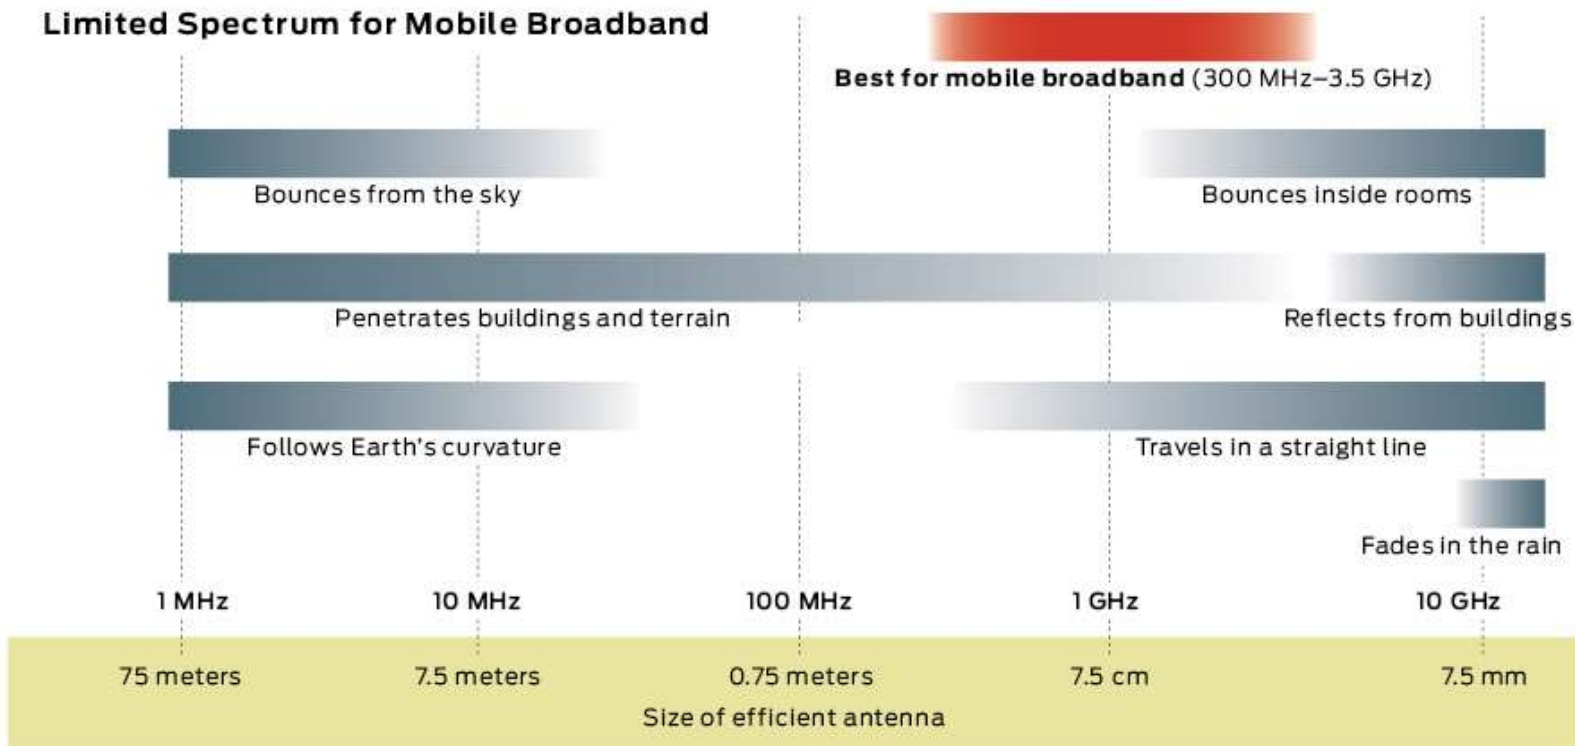 Limited Spectrum for Mobile Broadband
Best for mobile broadband (300 MHz–3.5 GHz)
Bounces from the sky
Bounces inside rooms
Penetrates buildings and terrain
Reflects from buildings
Follows Earth's curvature
Travels in a straight line
Fades in the rain
1 MHz
10 MHz
100 MHz
1 GHz
10 GHz
75 meters
7.5 meters
0.75 meters
7.5 cm
7.5 mm
Size of efficient antenna